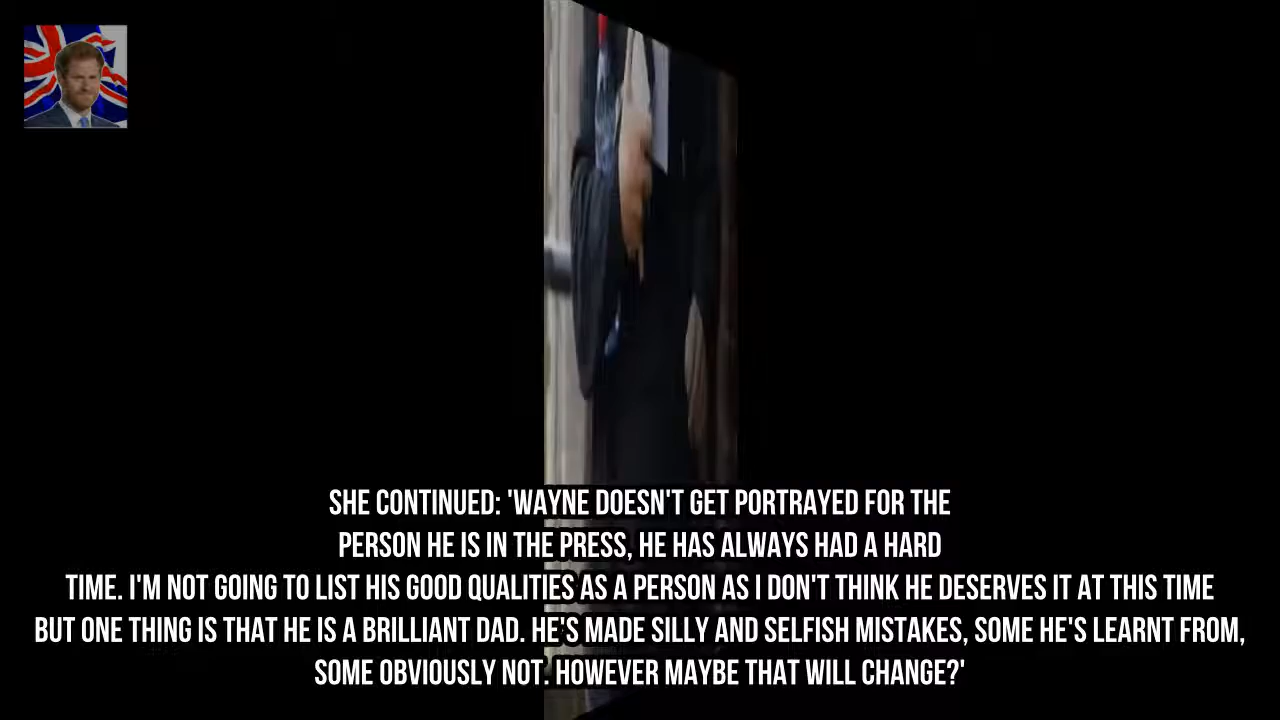 SHE CONTINUED: 'WAYNE DOESN'T GET PORTRAYED FOR THE
PERSON HE IS IN THE PRESS, HE HAS ALWAYS HAD A HARD
TIME. I'M NOT GOING TO LIST HIS GOOD QUALITIES AS A PERSON AS I DON'T THINK HE DESERVES IT AT THIS TIME
BUT ONE THING IS THAT HE IS A BRILLIANT DAD. HE'S MADE SILLY AND SELFISH MISTAKES, SOME HE'S LEARNT FROM,
SOME OBVIOUSLY NOT. HOWEVER MAYBE THAT WILL CHANGE?'